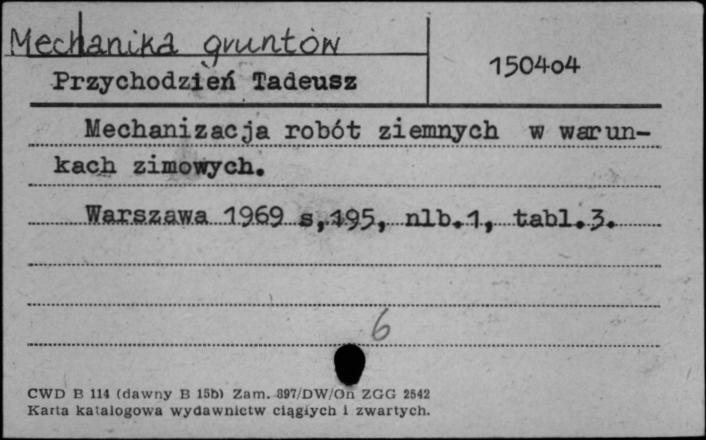 Mechanika gruntów
150404
Przychodzień Tadeusz
Mechanizacja robót ziemnych w warun-
kach zimowych.
Warszawa 1969 s,195, nlb.1, tabl.3.
6
CWD B 114 (dawny B 15b) Zam. 897/DW/On ZGG 2542
Karta katalogowa wydawnictw ciągłych i zwartych.